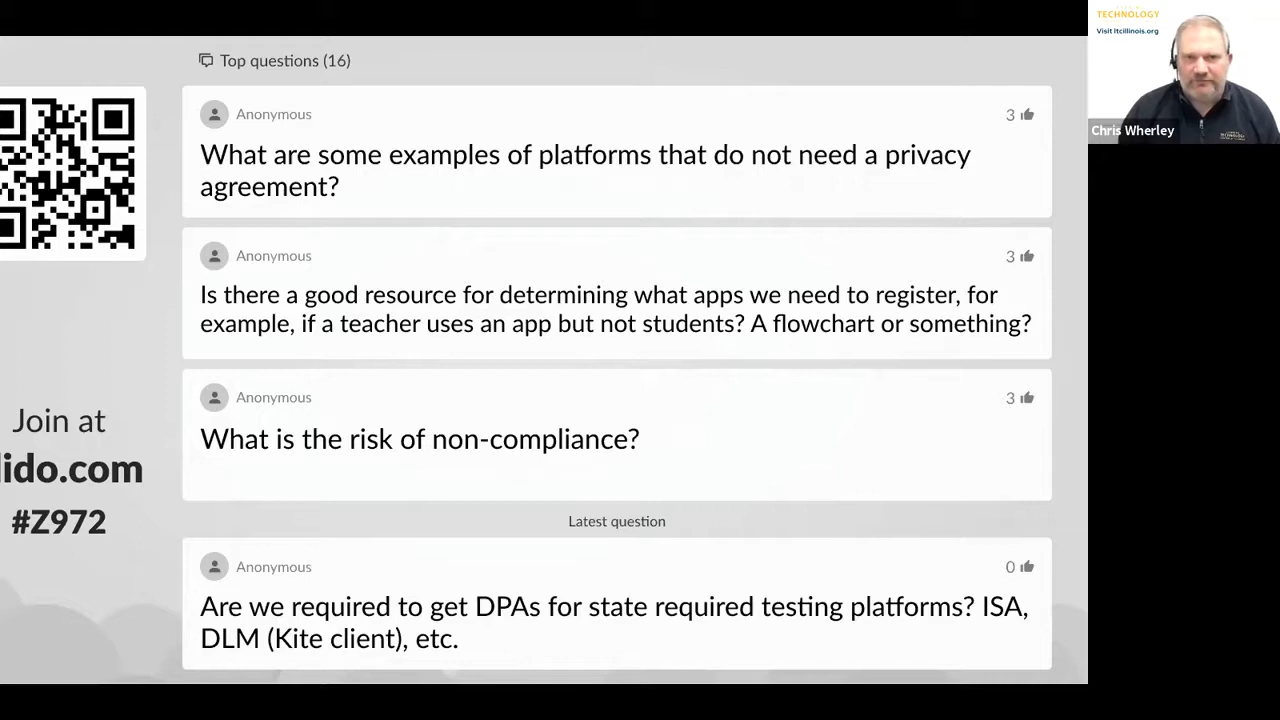 Top questions (16)
Anonymous
3
What are some examples of platforms that do not need a privacy
agreement?
Anonymous
3
Is there a good resource for determining what apps we need to register, for
example, if a teacher uses an app but not students? A flowchart or something?
Anonymous
3
What is the risk of non-compliance?
Latest question
Anonymous
0
Are we required to get DPAs for state required testing platforms? ISA,
DLM (Kite client), etc.
Join at
lido.com
#Z972
TECHNOLOGY
Visit ltcillinois.org
Chris Wherley